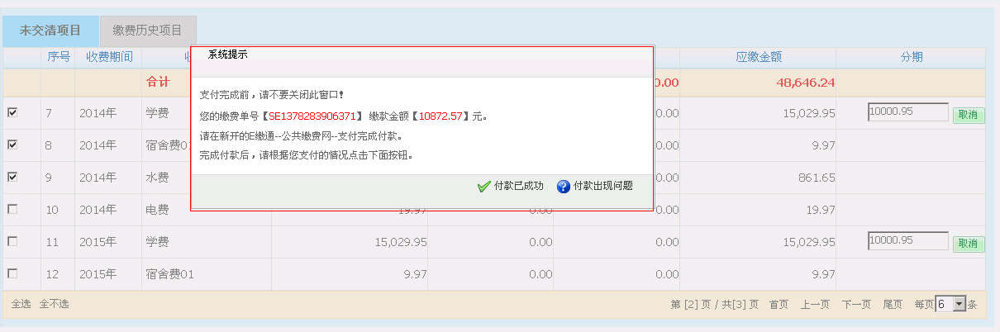 未交清项目 缴费历史项目
序号 收费期间 应缴金额 分期
合计 0.00 48,646.24
系统提示
支付完成前，请不要关闭此窗口！
您的缴费单号【SE1378283906371】 缴款金额【10872.57】元。
请在新开的E缴通--公共缴费网--支付完成付款。
完成付款后，请根据您支付的情况点击下面按钮。
付款已成功 付款出现问题
7 2014年 学费 0.00 15,029.95 10000.95 取消
8 2014年 宿舍费01 0.00 9.97
9 2014年 水费 0.00 861.65
10 2014年 电费 19.97 0.00 0.00 19.97
11 2015年 学费 15,029.95 0.00 0.00 15,029.95 10000.95 取消
12 2015年 宿舍费01 9.97 0.00 0.00 9.97
全选 全不选 第 [2] 页 / 共[3] 页 首页 上一页 下一页 尾页 每页 6 条